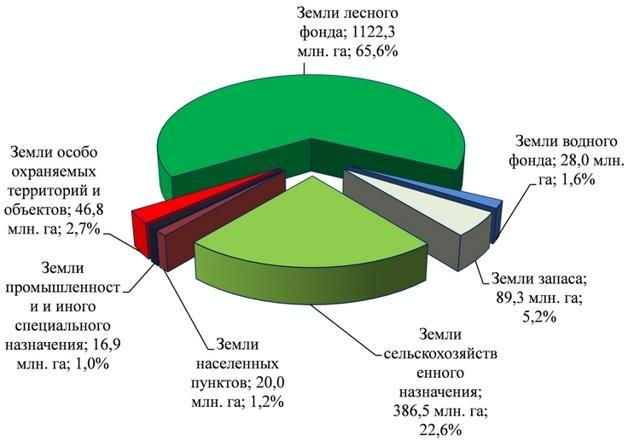 Земли лесного
фонда; 1122,3
млн. га; 65,6%
Земли водного
фонда; 28,0 млн.
га; 1,6%
Земли запаса;
89,3 млн. га;
5,2%
Земли
сельскохозяйств
енного
назначения;
386,5 млн. га;
22,6%
Земли
населенных
пунктов; 20,0
млн. га; 1,2%
Земли
промышленност
и и иного
специального
назначения; 16,9
млн. га; 1,0%
Земли особо
охраняемых
территорий и
объектов; 46,8
млн. га; 2,7%